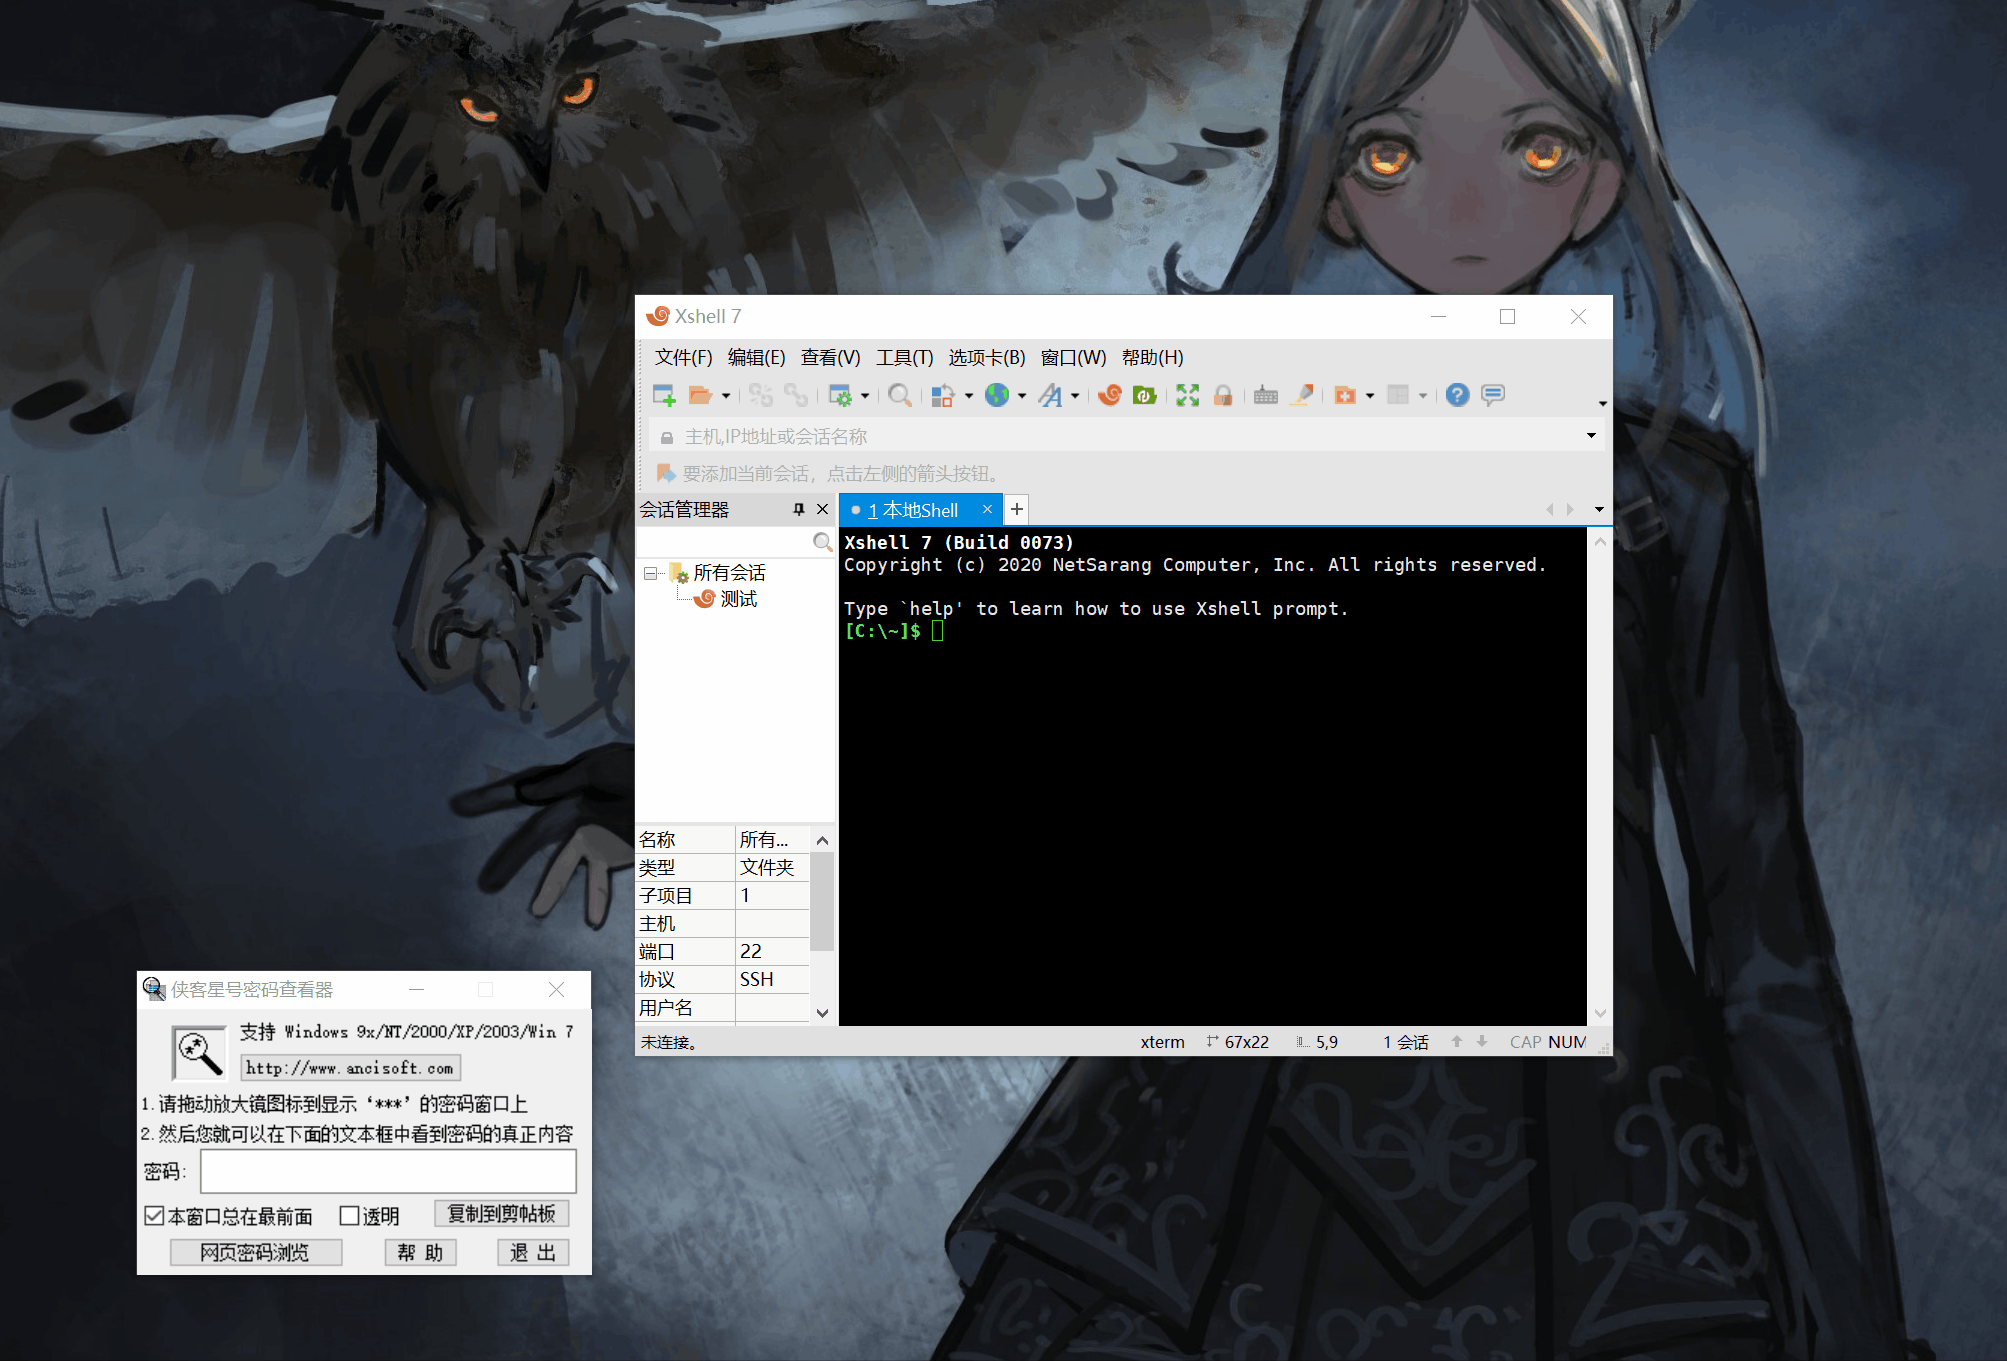 Xshell 7
文件(F) 编辑(E) 查看(V) 工具(T) 选项卡(B) 窗口(W) 帮助(H)
主机,IP地址或会话名称
要添加当前会话，点击左侧的箭头按钮。
会话管理器
1 本地Shell
所有会话
测试
Xshell 7 (Build 0073)
Copyright (c) 2020 NetSarang Computer, Inc. All rights reserved.
Type `help' to learn how to use Xshell prompt.
[C:\~]$
名称 所有...
类型 文件夹
子项目 1
主机
端口 22
协议 SSH
用户名
未连接。 xterm 67x22 5,9 1 会话 CAP NUM
侠客星号密码查看器
支持 Windows 9x/NT/2000/XP/2003/Win 7
http://www.ancisoft.com
1.请拖动放大镜图标到显示‘***’的密码窗口上
2.然后您就可以在下面的文本框中看到密码的真正内容
密码:
本窗口总在最前面 透明 复制到剪帖板
网页密码浏览 帮 助 退 出